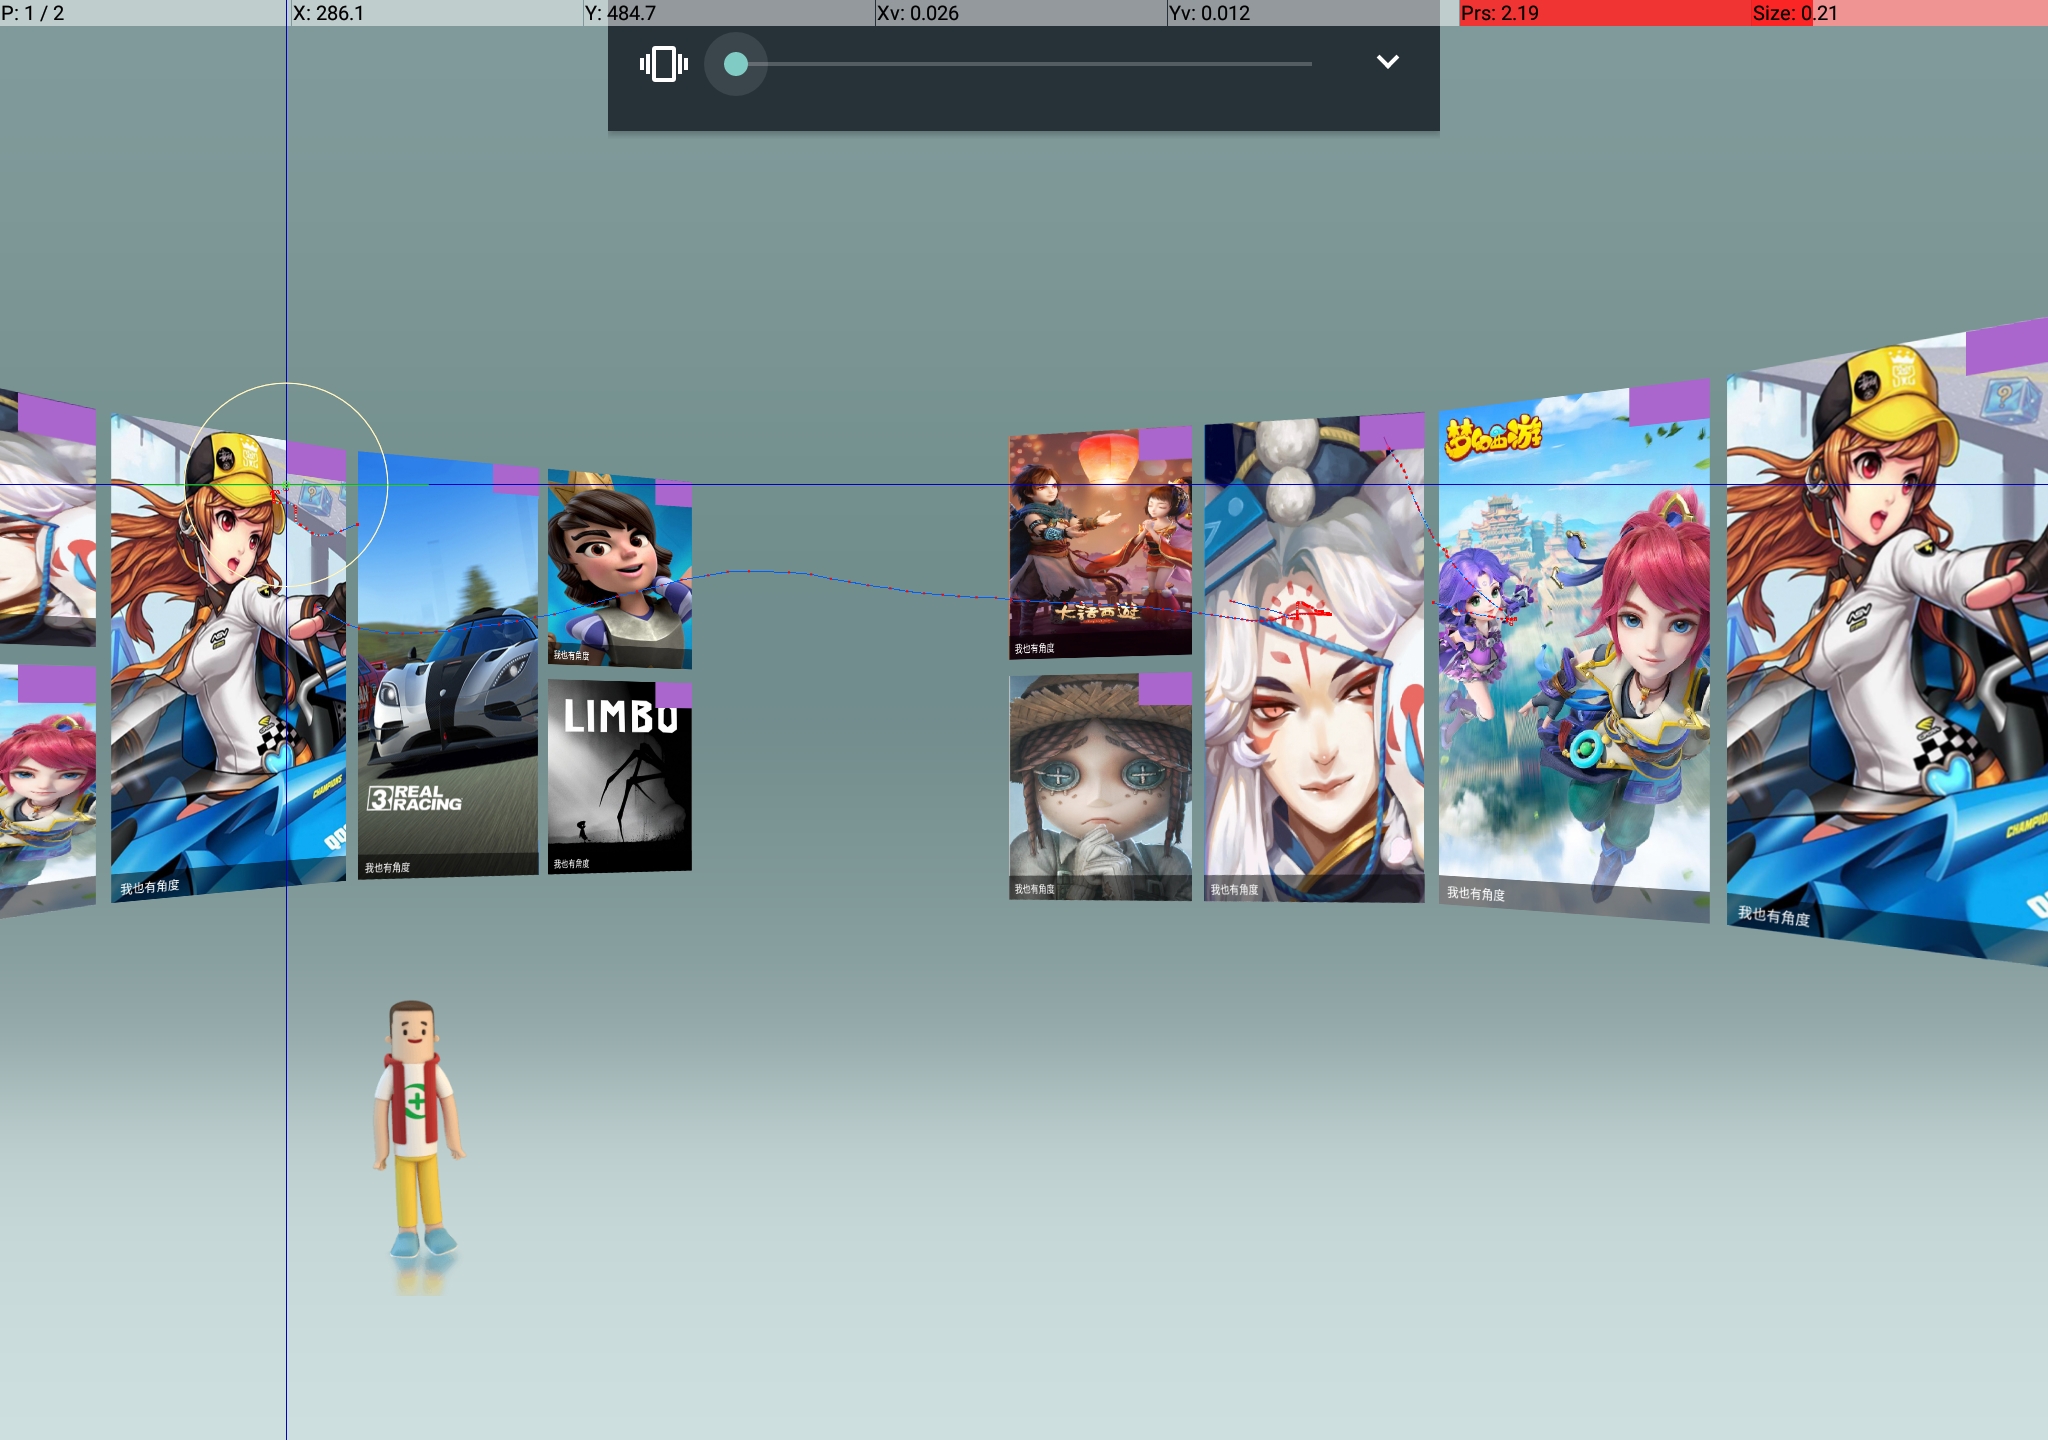 P: 1 / 2
X: 286.1
Y: 484.7
Xv: 0.026
Yv: 0.012
Prs: 2.19
Size: 0.21
CHAMPIONS
我也有角度
3 REAL RACING
我也有角度
我也有角度
LIMBO
我也有角度
大話西遊
我也有角度
我也有角度
我也有角度
梦幻西游
我也有角度
我也有角度